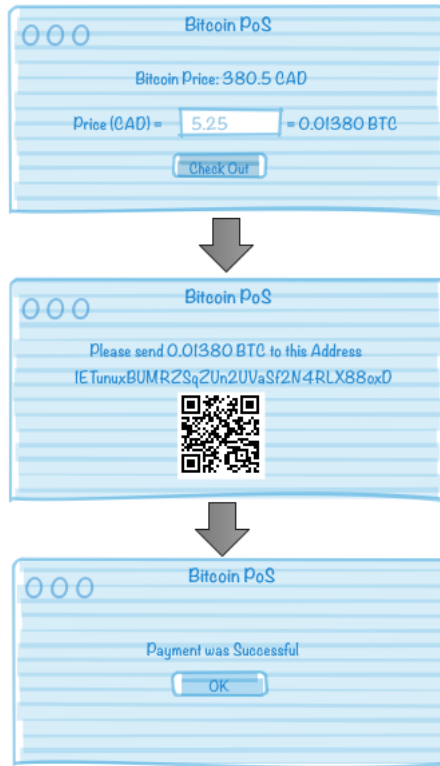 Bitcoin PoS
Bitcoin Price: 380.5 CAD
Price (CAD) = 5.25 = 0.01380 BTC
Check Out
Bitcoin PoS
Please send 0.01380 BTC to this Address
1ETunuxBUMRZSqZUn2UVaSf2N4RLX88oxD
Bitcoin PoS
Payment was Successful
OK